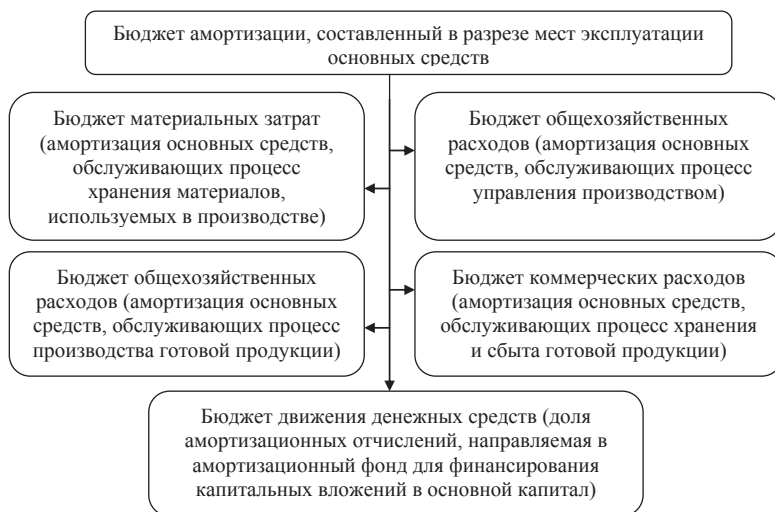 Бюджет амортизации, составленный в разрезе мест эксплуатации
основных средств
Бюджет материальных затрат
(амортизация основных средств,
обслуживающих процесс
хранения материалов,
используемых в производстве)
Бюджет общехозяйственных
расходов (амортизация основных
средств, обслуживающих процесс
управления производством)
Бюджет общехозяйственных
расходов (амортизация основных
средств, обслуживающих процесс
производства готовой продукции)
Бюджет коммерческих расходов
(амортизация основных средств,
обслуживающих процесс хранения
и сбыта готовой продукции)
Бюджет движения денежных средств (доля
амортизационных отчислений, направляемая в
амортизационный фонд для финансирования
капитальных вложений в основной капитал)